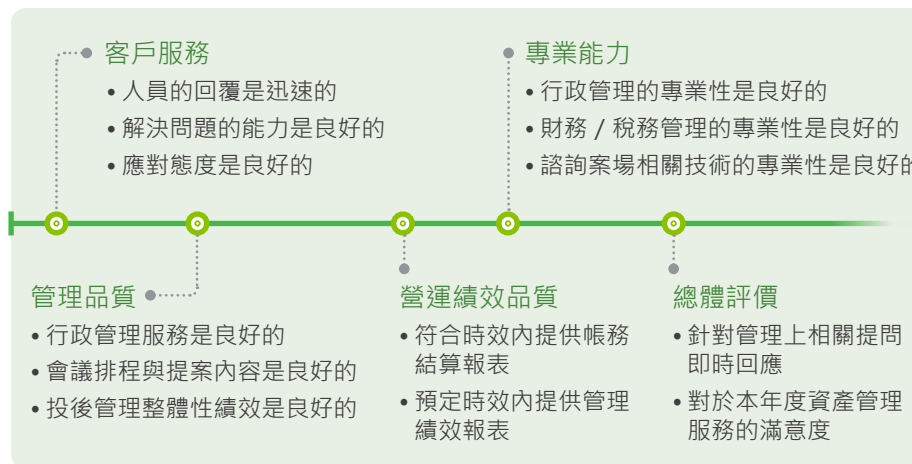 客戶服務
• 人員的回覆是迅速的
• 解決問題的能力是良好的
• 應對態度是良好的
專業能力
• 行政管理的專業性是良好的
• 財務 / 稅務管理的專業性是良好的
• 諮詢案場相關技術的專業性是良好的
管理品質
• 行政管理服務是良好的
• 會議排程與提案內容是良好的
• 投後管理整體性績效是良好的
營運績效品質
• 符合時效內提供帳務
結算報表
• 預定時效內提供管理
績效報表
總體評價
• 針對管理上相關提問
即時回應
• 對於本年度資產管理
服務的滿意度